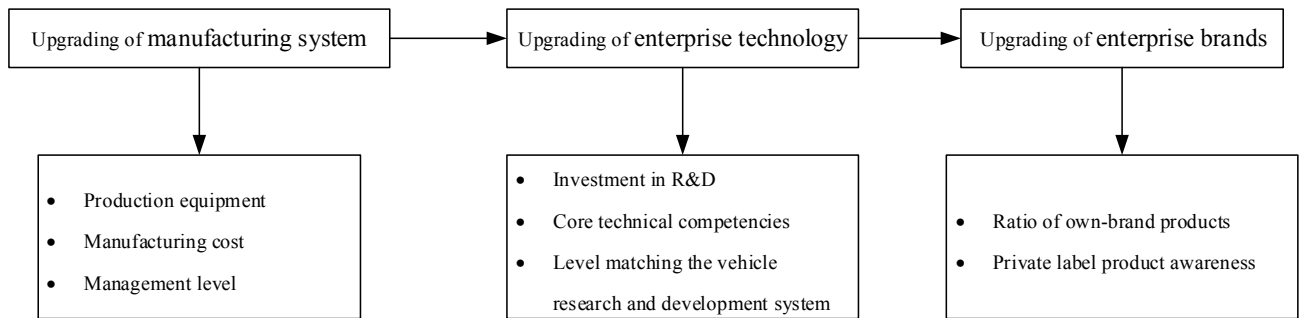 Upgrading of manufacturing system
Upgrading of enterprise technology
Upgrading of enterprise brands
• Production equipment
• Manufacturing cost
• Management level
• Investment in R&D
• Core technical competencies
• Level matching the vehicle
research and development system
• Ratio of own-brand products
• Private label product awareness